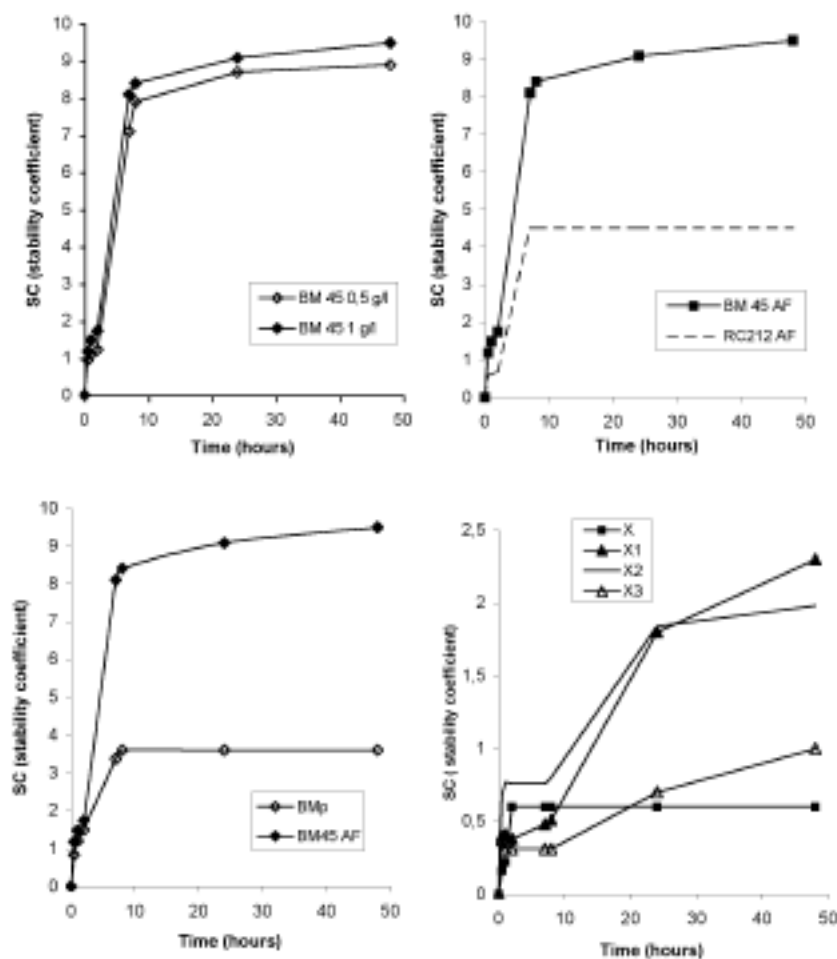 10
9
8
7
6
5
4
3
2
1
0
SC (stability coefficient)
BM 45 0,5 g/l
BM 45 1 g/l
0 10 20 30 40 50
Time (hours)
10
9
8
7
6
5
4
3
2
1
0
SC (stability coefficient)
BM 45 AF
RC212 AF
0 10 20 30 40 50
Time (hours)
10
9
8
7
6
5
4
3
2
1
0
SC (stability coefficient)
BMp
BM45 AF
0 10 20 30 40 50
Time (hours)
X
X1
X2
X3
2,5
2
1,5
1
0,5
0
SC ( stability coefficient)
0 10 20 30 40 50
Time (hours)